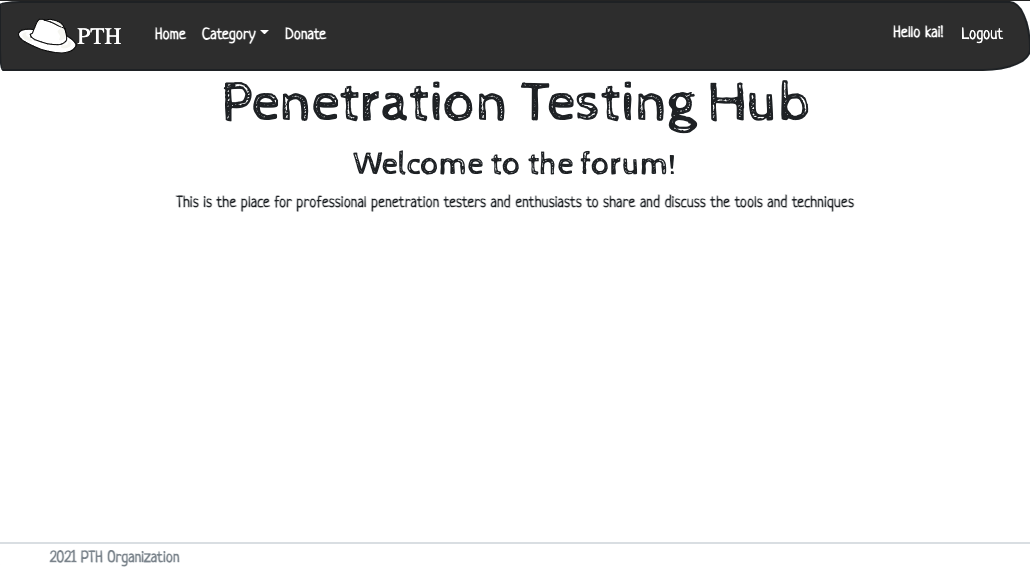 PTH Home Category Donate Hello kai! Logout
Penetration Testing Hub
Welcome to the forum!
This is the place for professional penetration testers and enthusiasts to share and discuss the tools and techniques
2021 PTH Organization